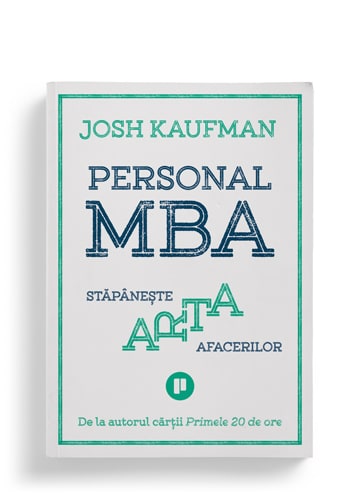 JOSH KAUFMAN
PERSONAL
MBA
STĂPÂNEȘTE
ARTA
AFACERILOR
De la autorul cărții Primele 20 de ore